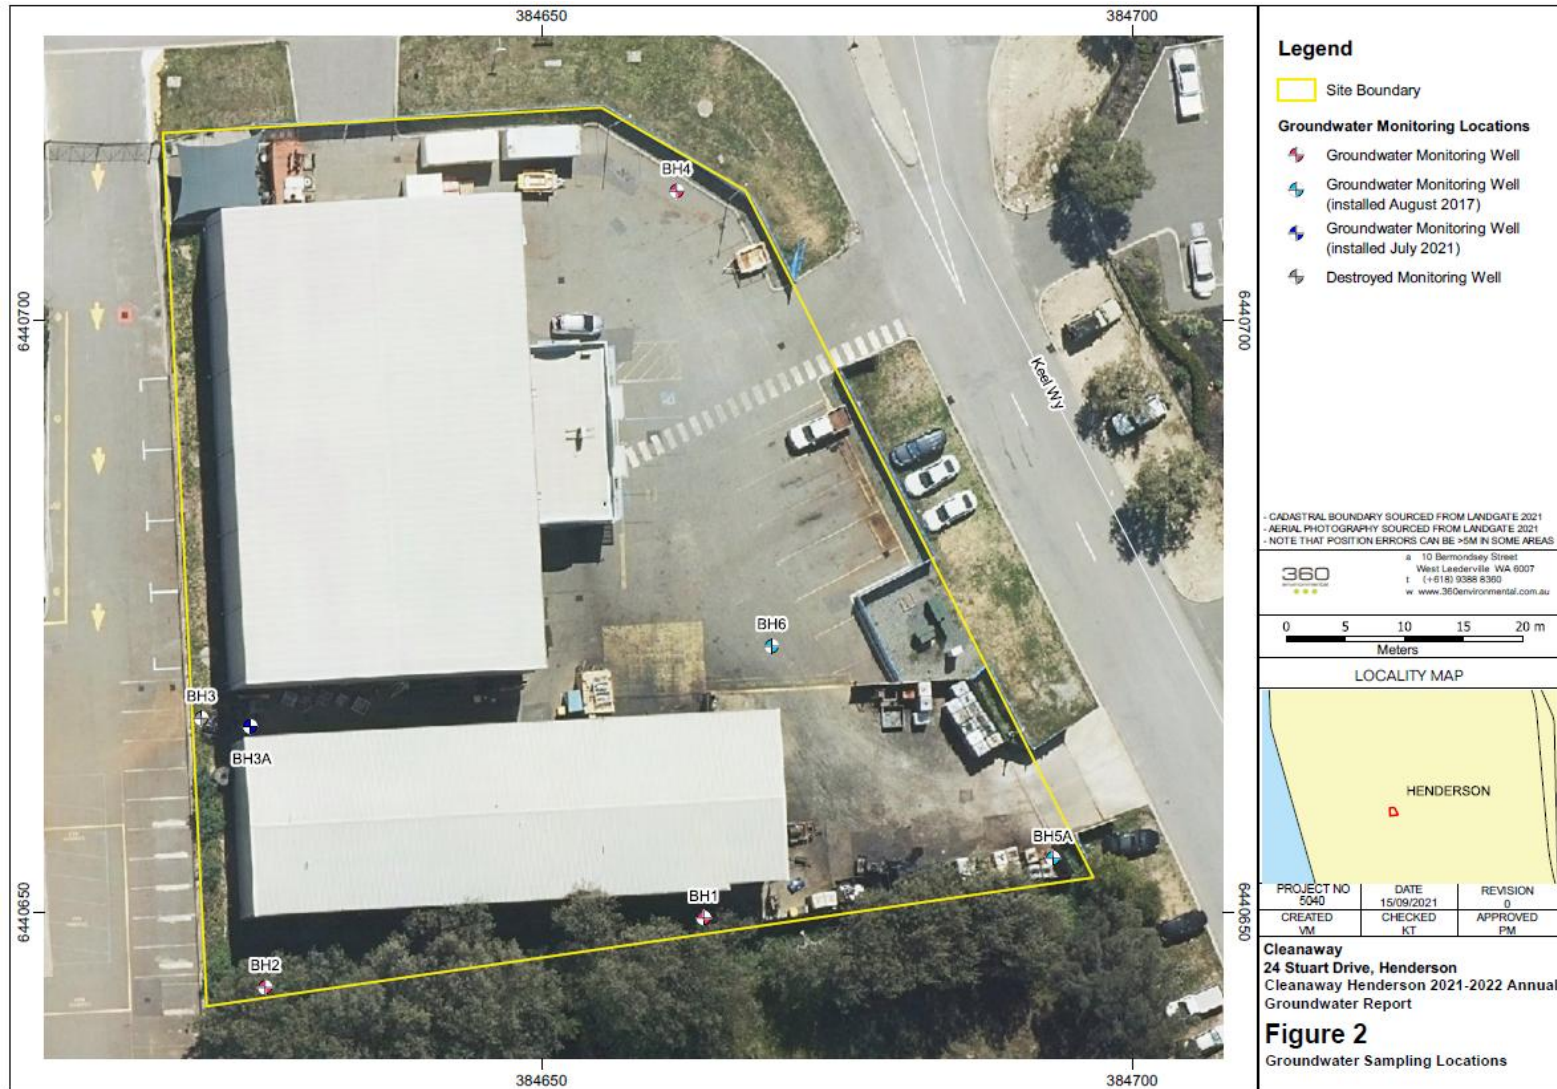 384650
384700
BH4
6440700
6440700
Keel Wy
BH6
BH3
BH3A
BH5A
BH1
BH2
6440650
6440650
384650
384700
Legend
Site Boundary
Groundwater Monitoring Locations
Groundwater Monitoring Well
Groundwater Monitoring Well
(installed August 2017)
Groundwater Monitoring Well
(installed July 2021)
Destroyed Monitoring Well
- CADASTRAL BOUNDARY SOURCED FROM LANDGATE 2021
- AERIAL PHOTOGRAPHY SOURCED FROM LANDGATE 2021
- NOTE THAT POSITION ERRORS CAN BE >5M IN SOME AREAS
360
environmental
a 10 Bermondsey Street
West Leederville WA 6007
t (+618) 9388 8360
w www.360environmental.com.au
0 5 10 15 20 m
Meters
LOCALITY MAP
HENDERSON
PROJECT NO DATE REVISION
5040 15/09/2021 0
CREATED CHECKED APPROVED
VM KT PM
Cleanaway
24 Stuart Drive, Henderson
Cleanaway Henderson 2021-2022 Annual
Groundwater Report
Figure 2
Groundwater Sampling Locations